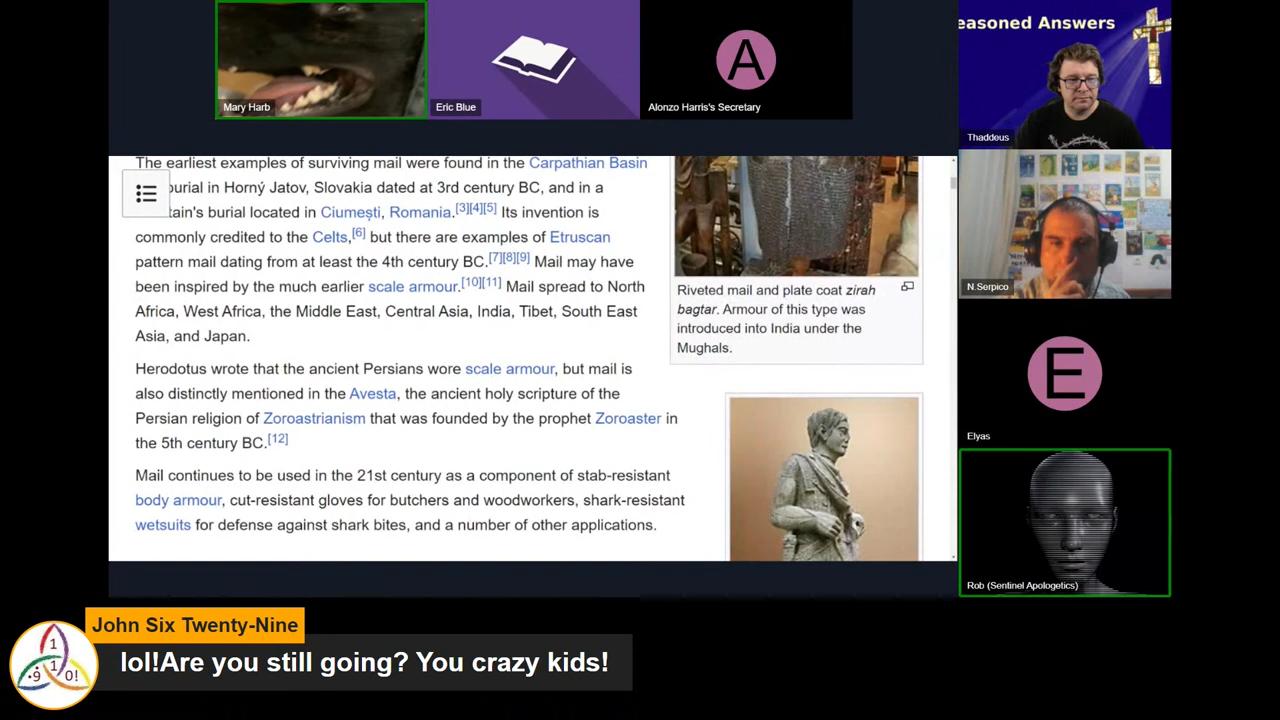 Mary Harb
Eric Blue
A
Alonzo Harris's Secretary
easoned Answers
Thaddeus
N.Serpico
E
Elyas
Rob (Sentinel Apologetics)
The earliest examples of surviving mail were found in the Carpathian Basin
urial in Horný Jatov, Slovakia dated at 3rd century BC, and in a
tain's burial located in Ciumești, Romania.[3][4][5] Its invention is
commonly credited to the Celts,[6] but there are examples of Etruscan
pattern mail dating from at least the 4th century BC.[7][8][9] Mail may have
been inspired by the much earlier scale armour.[10][11] Mail spread to North
Africa, West Africa, the Middle East, Central Asia, India, Tibet, South East
Asia, and Japan.
Herodotus wrote that the ancient Persians wore scale armour, but mail is
also distinctly mentioned in the Avesta, the ancient holy scripture of the
Persian religion of Zoroastrianism that was founded by the prophet Zoroaster in
the 5th century BC.[12]
Mail continues to be used in the 21st century as a component of stab-resistant
body armour, cut-resistant gloves for butchers and woodworkers, shark-resistant
wetsuits for defense against shark bites, and a number of other applications.
Riveted mail and plate coat zirah
bagtar. Armour of this type was
introduced into India under the
Mughals.
John Six Twenty-Nine
lol!Are you still going? You crazy kids!
1
1
•9
0!